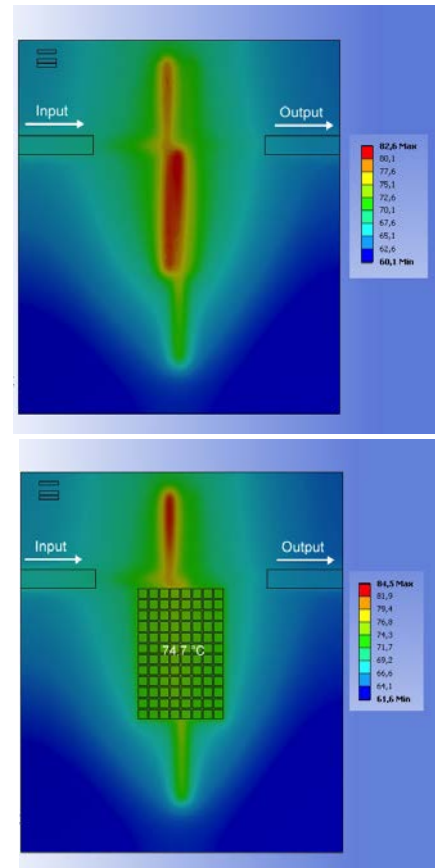 Input
Output
82,6 Max
80,1
77,6
75,1
72,6
70,1
67,6
65,1
62,6
60,1 Min
Input
Output
74,7 °C
84,5 Max
81,9
79,4
76,8
74,3
71,7
69,2
66,6
64,1
61,6 Min